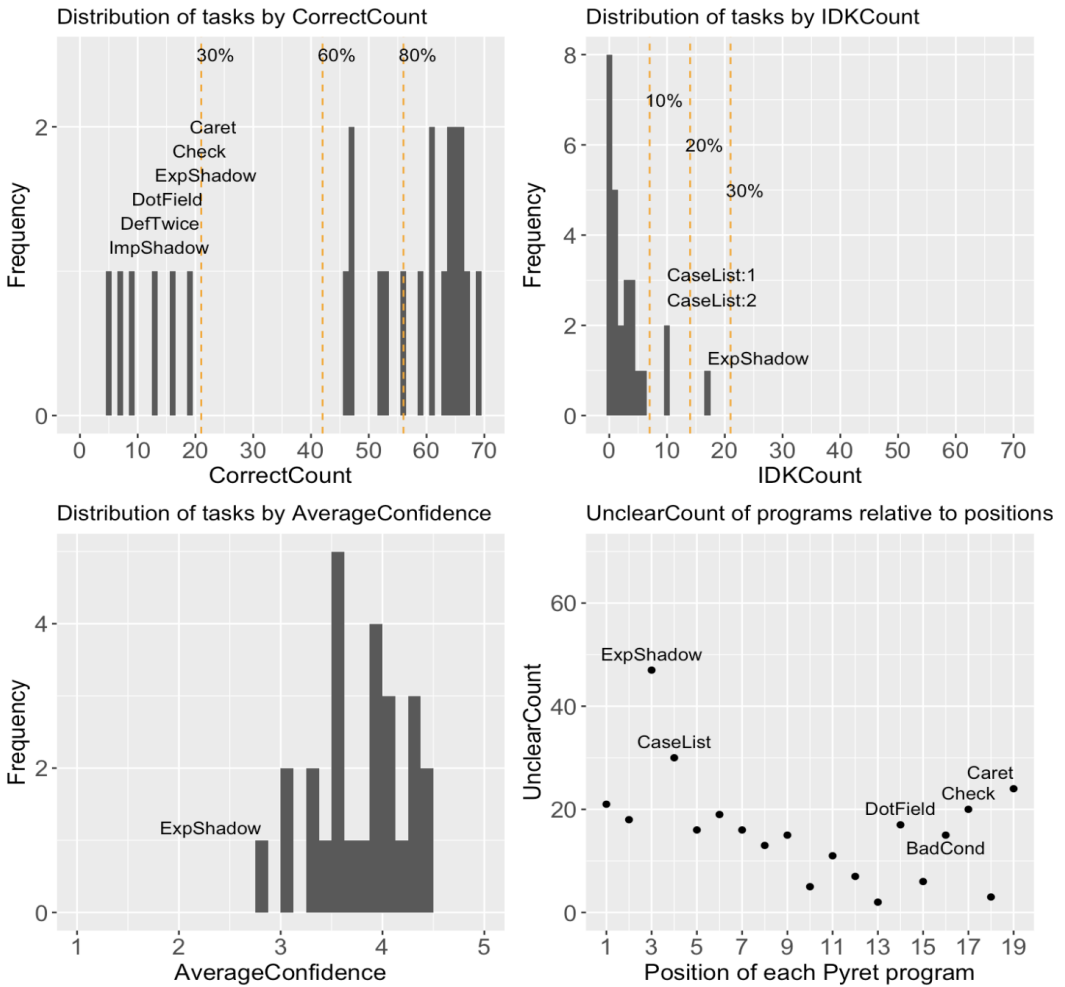 Distribution of tasks by CorrectCount
30%
60%
80%
Caret
Check
ExpShadow
DotField
DefTwice
ImpShadow
2
0
Frequency
0 10 20 30 40 50 60 70
CorrectCount
Distribution of tasks by IDKCount
8
6
4
2
0
Frequency
10%
20%
30%
CaseList:1
CaseList:2
ExpShadow
0 10 20 30 40 50 60 70
IDKCount
Distribution of tasks by AverageConfidence
4
2
0
Frequency
ExpShadow
1 2 3 4 5
AverageConfidence
UnclearCount of programs relative to positions
60
40
20
0
UnclearCount
ExpShadow
CaseList
Caret
Check
DotField
BadCond
1 3 5 7 9 11 13 15 17 19
Position of each Pyret program